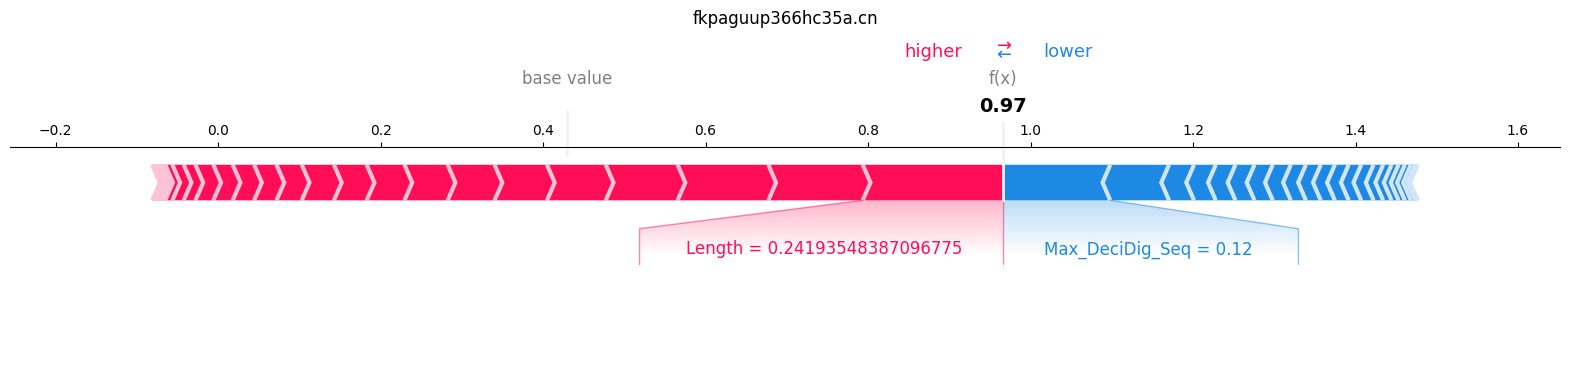 fkpaguup366hc35a.cn
higher ⇄ lower
base value f(x)
0.97
−0.2 0.0 0.2 0.4 0.6 0.8 1.0 1.2 1.4 1.6
Length = 0.24193548387096775 Max_DeciDig_Seq = 0.12